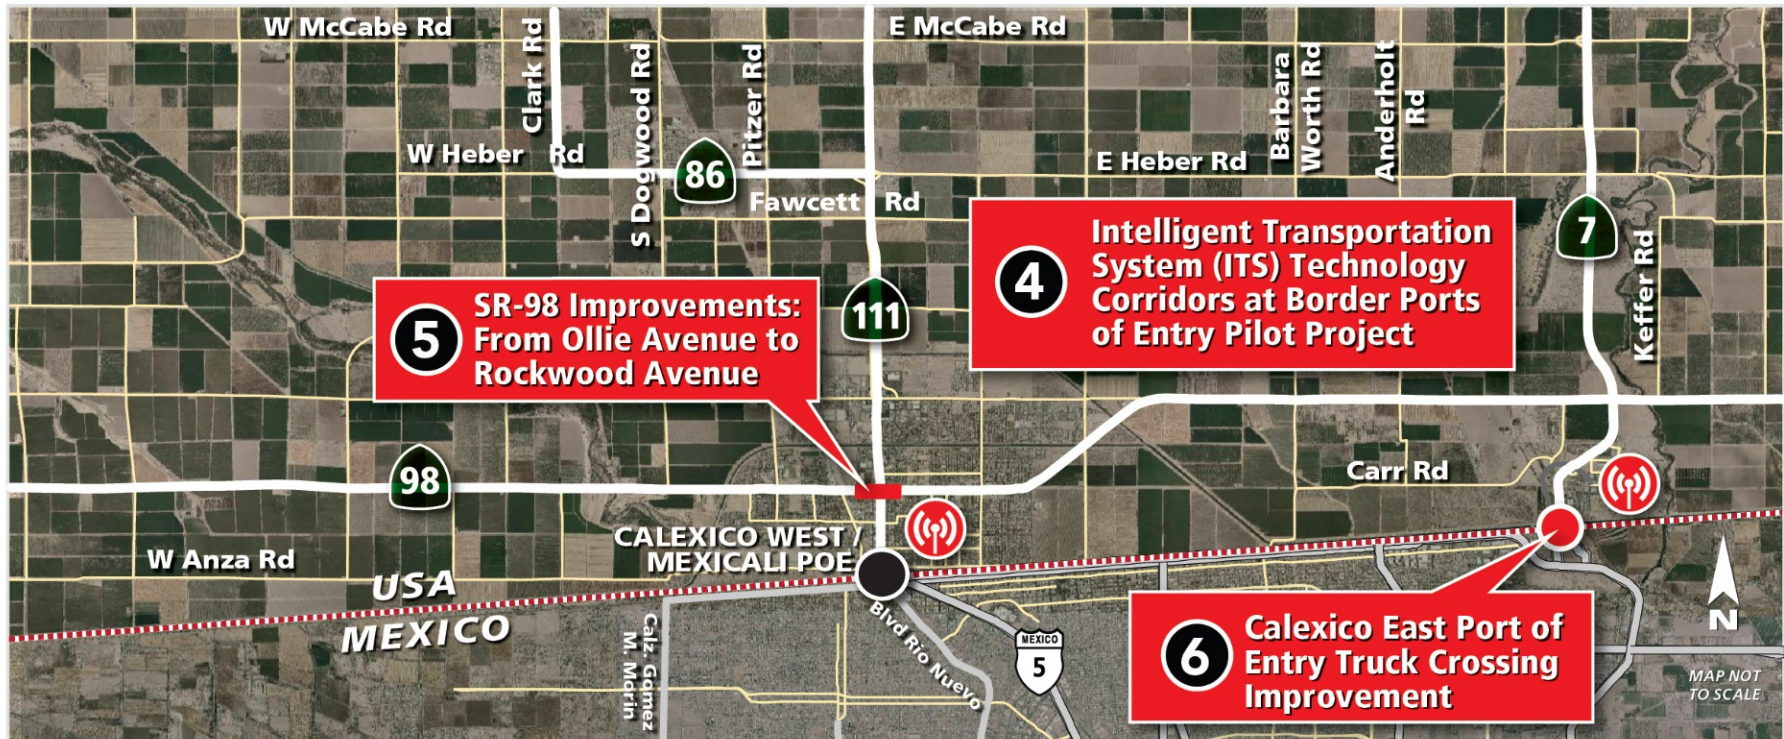 W McCabe Rd
E McCabe Rd
Clark Rd
S Dogwood Rd
Pitzer Rd
Barbara
Worth Rd
Anderholt
Rd
W Heber Rd
86
E Heber Rd
Fawcett Rd
7
Keffer Rd
4
Intelligent Transportation
System (ITS) Technology
Corridors at Border Ports
of Entry Pilot Project
111
5
SR-98 Improvements:
From Ollie Avenue to
Rockwood Avenue
98
Carr Rd
CALEXICO WEST /
MEXICALI POE
W Anza Rd
USA
MEXICO
Calz. Gomez
M. Morin
Blvd Rio Nuevo
MEXICO
5
6
Calexico East Port of
Entry Truck Crossing
Improvement
N
MAP NOT
TO SCALE